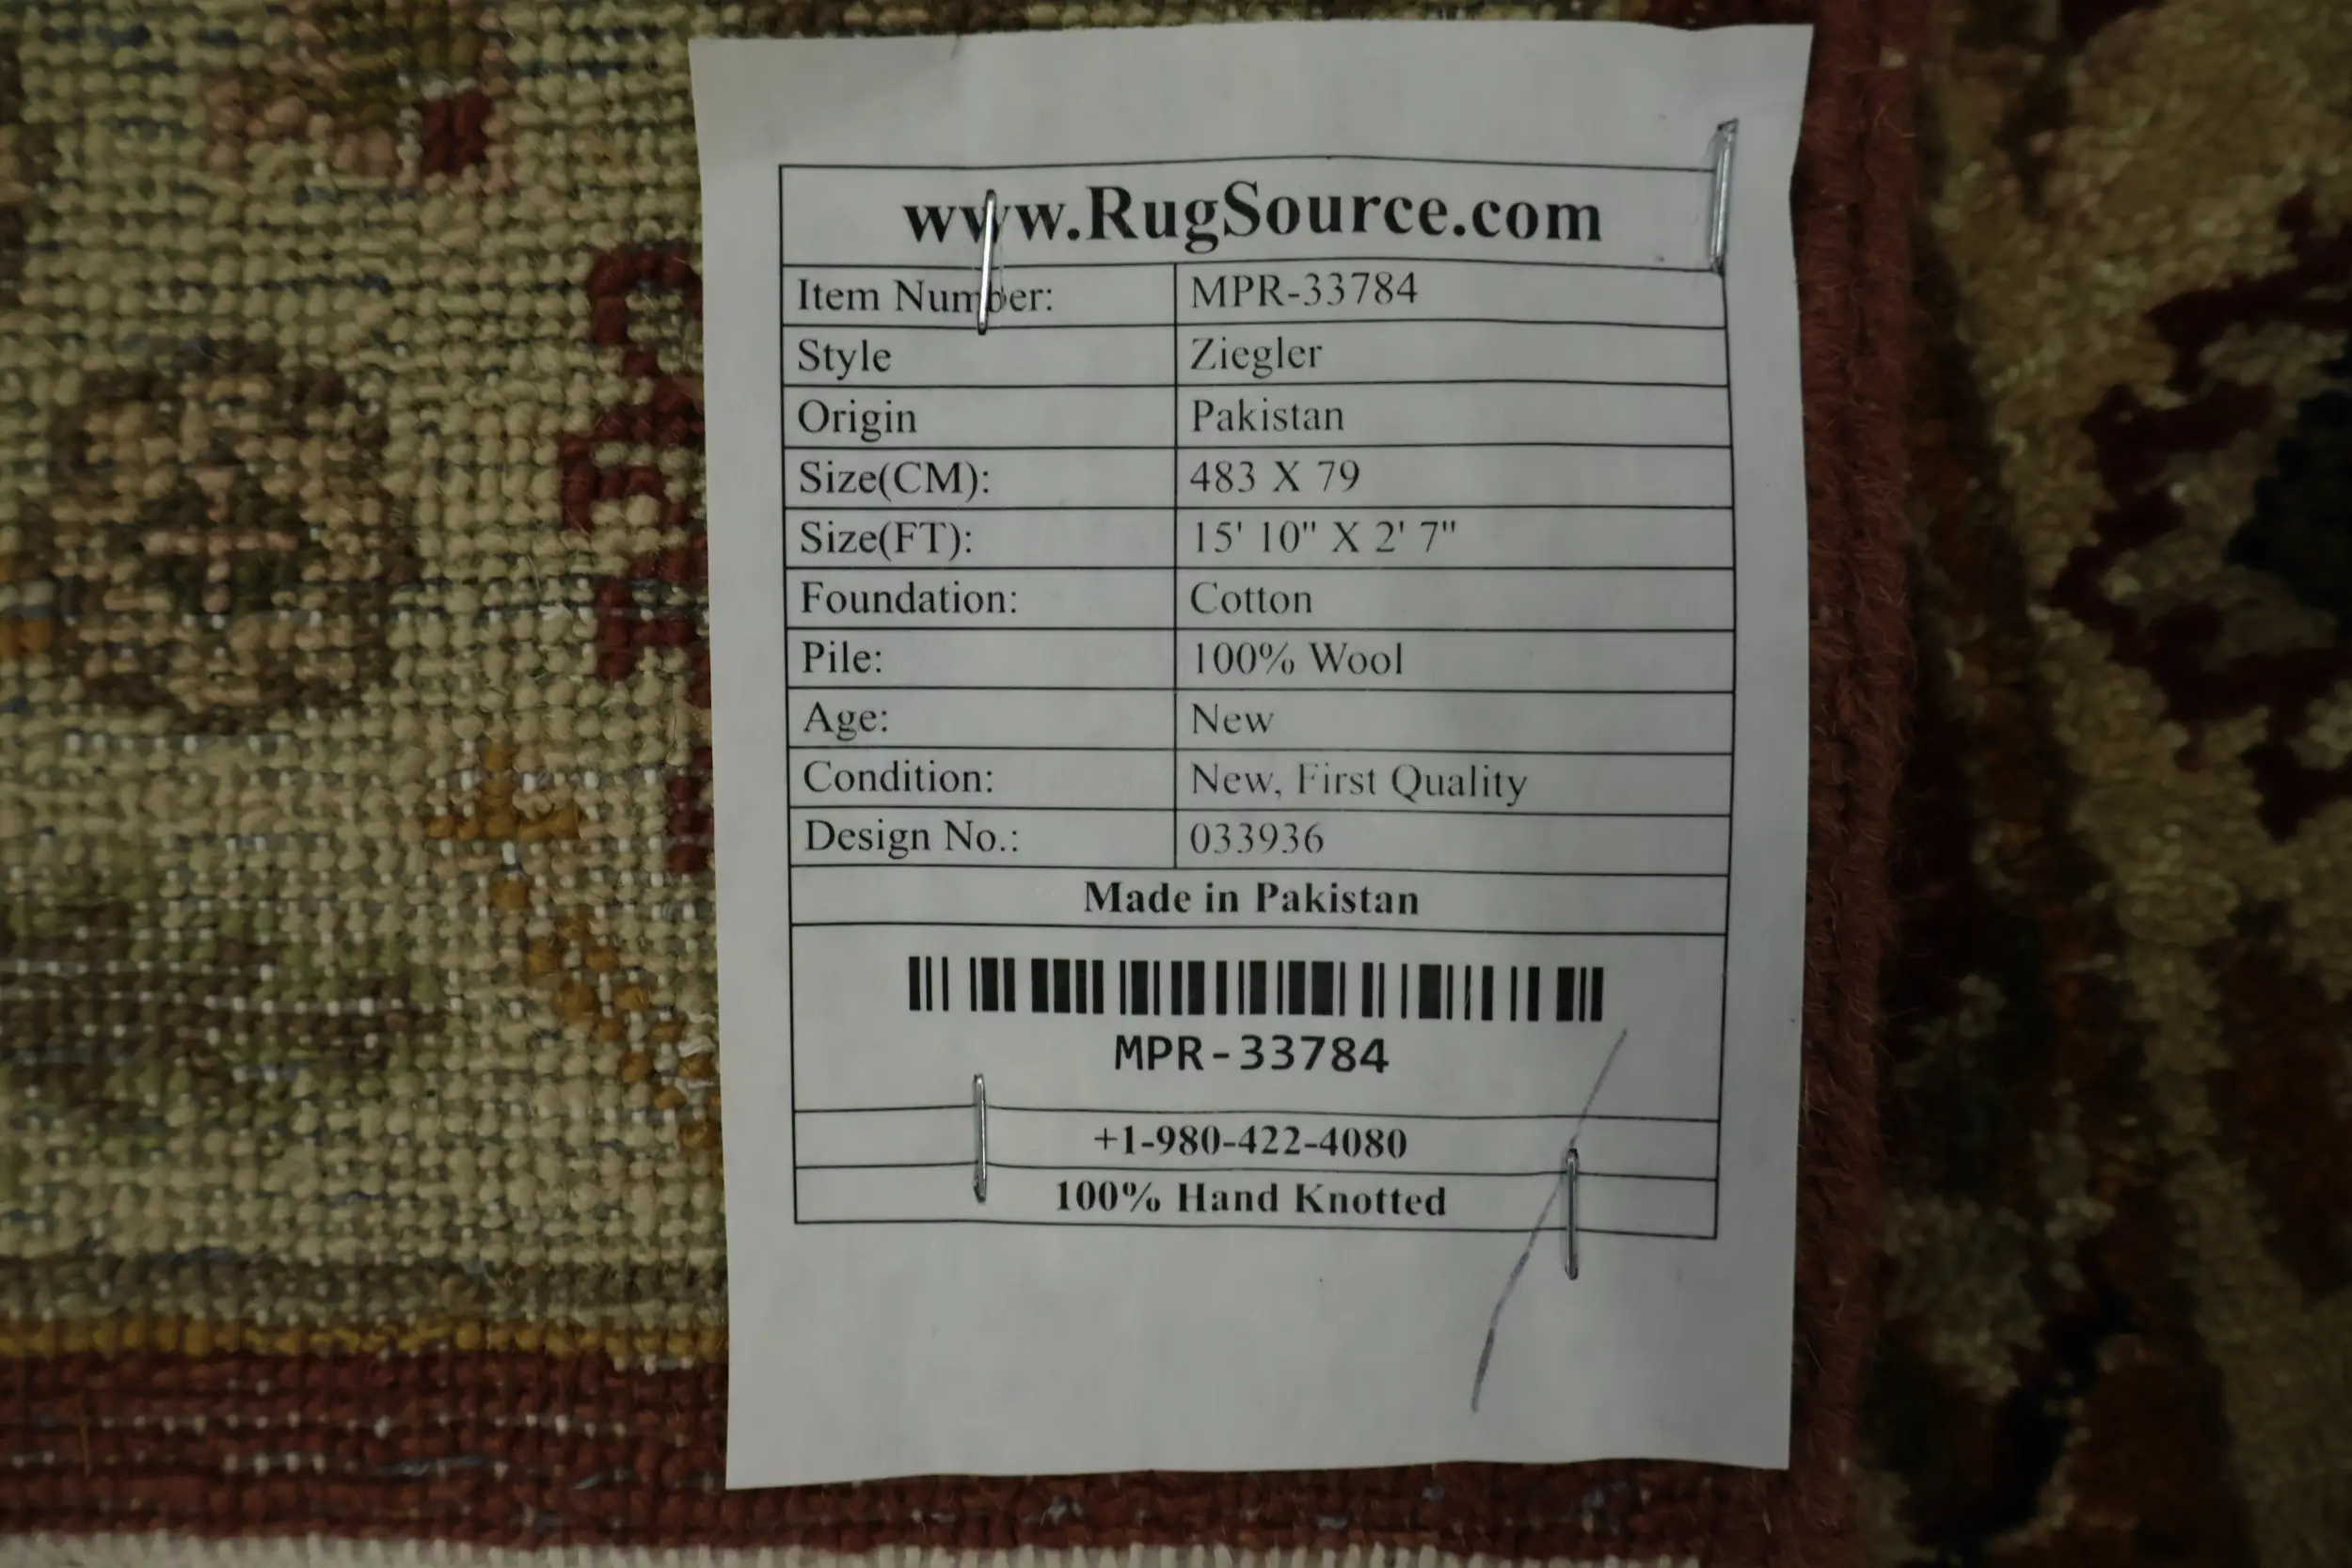 www.RugSource.com
Item Number: MPR-33784
Style Ziegler
Origin Pakistan
Size(CM): 483 X 79
Size(FT): 15' 10" X 2' 7"
Foundation: Cotton
Pile: 100% Wool
Age: New
Condition: New, First Quality
Design No.: 033936
Made in Pakistan
MPR-33784
+1-980-422-4080
100% Hand Knotted